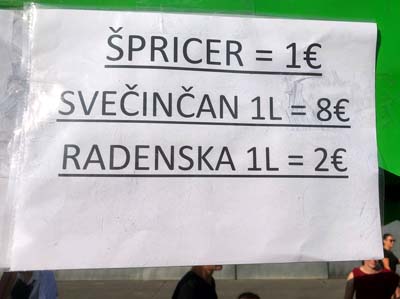 ŠPRICER = 1€
SVEČINČAN 1L = 8€
RADENSKA 1L = 2€